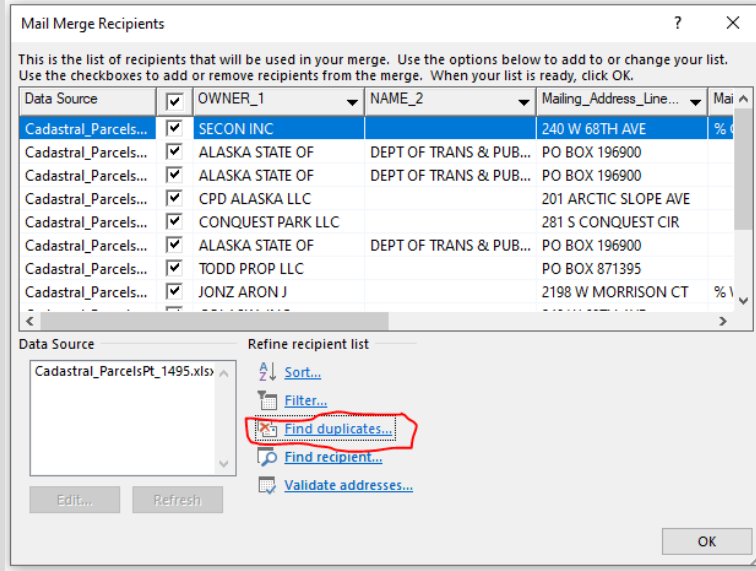 Mail Merge Recipients ? X
This is the list of recipients that will be used in your merge. Use the options below to add to or change your list.
Use the checkboxes to add or remove recipients from the merge. When your list is ready, click OK.
Data Source OWNER_1 NAME_2 Mailing_Address_Line... Mai
Cadastral_Parcels... SECON INC 240 W 68TH AVE %
Cadastral_Parcels... ALASKA STATE OF DEPT OF TRANS & PUB... PO BOX 196900
Cadastral_Parcels... ALASKA STATE OF DEPT OF TRANS & PUB... PO BOX 196900
Cadastral_Parcels... CPD ALASKA LLC 201 ARCTIC SLOPE AVE
Cadastral_Parcels... CONQUEST PARK LLC 281 S CONQUEST CIR
Cadastral_Parcels... ALASKA STATE OF DEPT OF TRANS & PUB... PO BOX 196900
Cadastral_Parcels... TODD PROP LLC PO BOX 871395
Cadastral_Parcels... JONZ ARON J 2198 W MORRISON CT %
Data Source Refine recipient list
Cadastral_ParcelsPt_1495.xlsx
Sort...
Filter...
Find duplicates...
Find recipient...
Validate addresses...
Edit... Refresh
OK